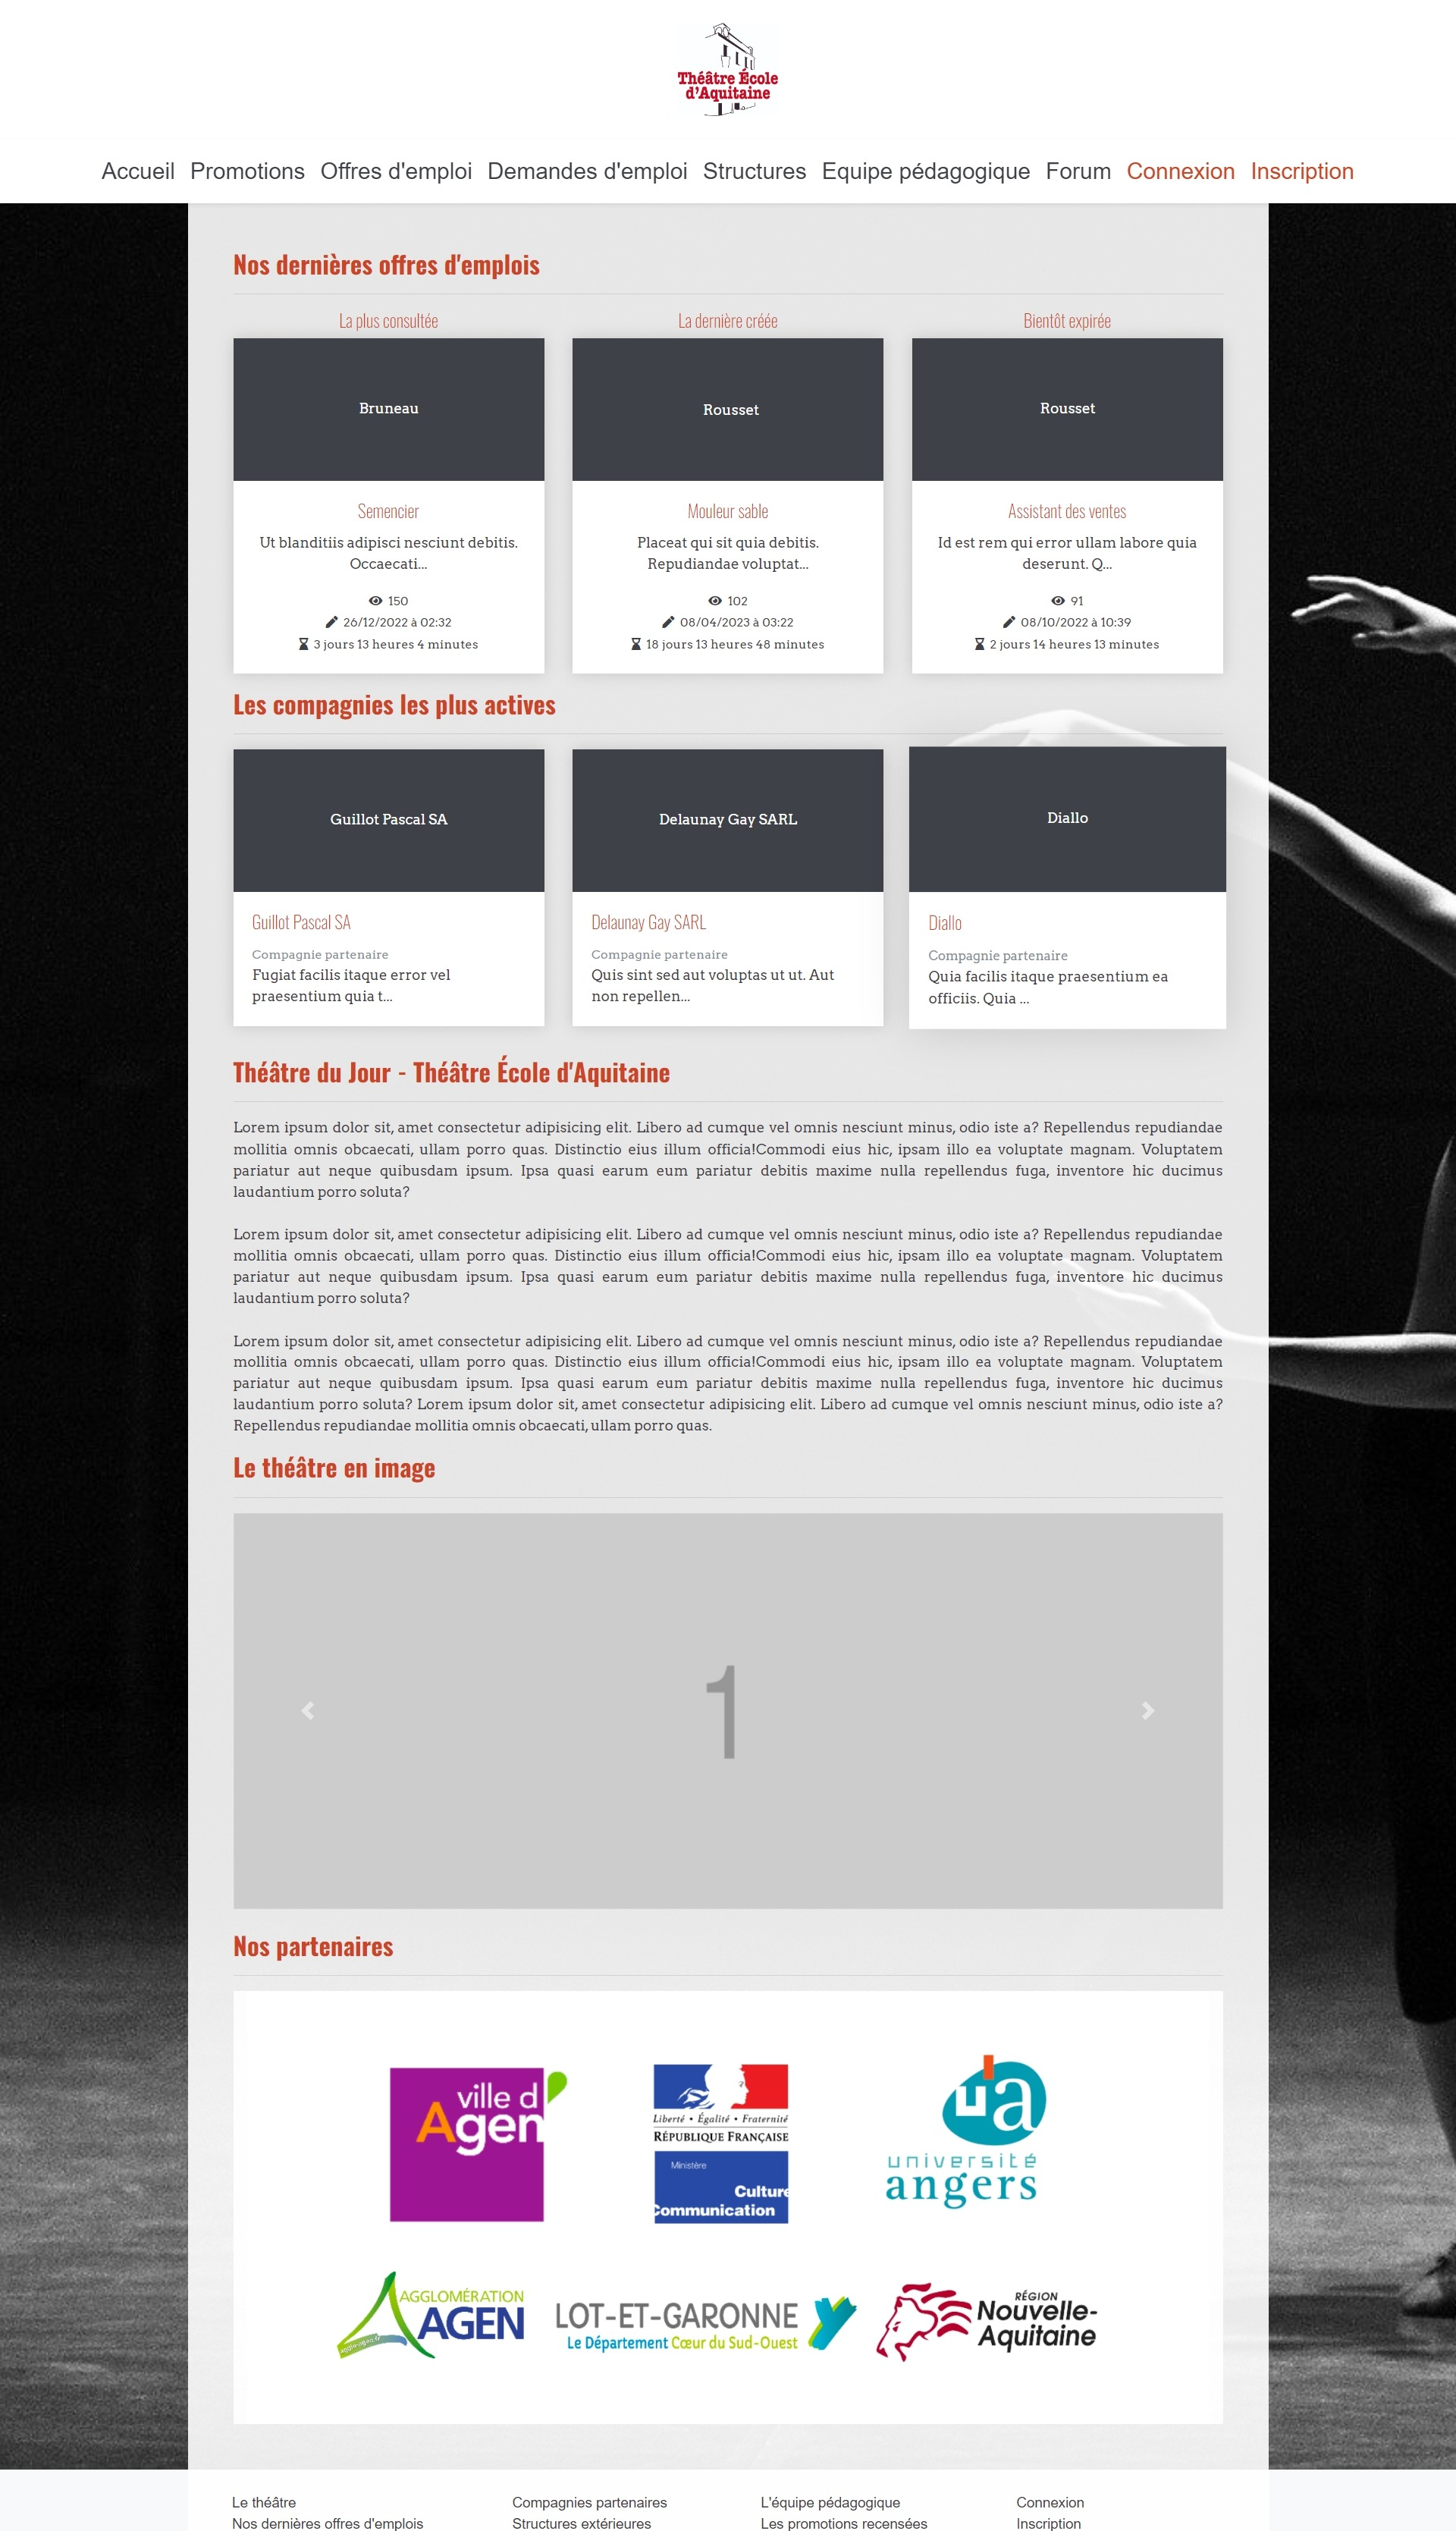 Théâtre École
d'Aquitaine
Accueil Promotions Offres d'emploi Demandes d'emploi Structures Equipe pédagogique Forum Connexion Inscription
Nos dernières offres d'emplois
La plus consultée
Bruneau
Semencier
Ut blanditiis adipisci nesciunt debitis.
Occaecati...
150
26/12/2022 à 02:32
3 jours 13 heures 4 minutes
La dernière créée
Rousset
Mouleur sable
Placeat qui sit quia debitis.
Repudiandae voluptat...
102
08/04/2023 à 03:22
18 jours 13 heures 48 minutes
Bientôt expirée
Rousset
Assistant des ventes
Id est rem qui error ullam labore quia
deserunt. Q...
91
08/10/2022 à 10:39
2 jours 14 heures 13 minutes
Les compagnies les plus actives
Guillot Pascal SA
Guillot Pascal SA
Compagnie partenaire
Fugiat facilis itaque error vel
praesentium quia t...
Delaunay Gay SARL
Delaunay Gay SARL
Compagnie partenaire
Quis sint sed aut voluptas ut ut. Aut
non repellen...
Diallo
Diallo
Compagnie partenaire
Quia facilis itaque praesentium ea
officiis. Quia ...
Théâtre du Jour - Théâtre École d'Aquitaine
Lorem ipsum dolor sit, amet consectetur adipisicing elit. Libero ad cumque vel omnis nesciunt minus, odio iste a? Repellendus repudiandae
mollitia omnis obcaecati, ullam porro quas. Distinctio eius illum officia!Commodi eius hic, ipsam illo ea voluptate magnam. Voluptatem
pariatur aut neque quibusdam ipsum. Ipsa quasi earum eum pariatur debitis maxime nulla repellendus fuga, inventore hic ducimus
laudantium porro soluta?
Lorem ipsum dolor sit, amet consectetur adipisicing elit. Libero ad cumque vel omnis nesciunt minus, odio iste a? Repellendus repudiandae
mollitia omnis obcaecati, ullam porro quas. Distinctio eius illum officia!Commodi eius hic, ipsam illo ea voluptate magnam. Voluptatem
pariatur aut neque quibusdam ipsum. Ipsa quasi earum eum pariatur debitis maxime nulla repellendus fuga, inventore hic ducimus
laudantium porro soluta?
Lorem ipsum dolor sit, amet consectetur adipisicing elit. Libero ad cumque vel omnis nesciunt minus, odio iste a? Repellendus repudiandae
mollitia omnis obcaecati, ullam porro quas. Distinctio eius illum officia!Commodi eius hic, ipsam illo ea voluptate magnam. Voluptatem
pariatur aut neque quibusdam ipsum. Ipsa quasi earum eum pariatur debitis maxime nulla repellendus fuga, inventore hic ducimus
laudantium porro soluta? Lorem ipsum dolor sit, amet consectetur adipisicing elit. Libero ad cumque vel omnis nesciunt minus, odio iste a?
Repellendus repudiandae mollitia omnis obcaecati, ullam porro quas.
Le théâtre en image
1
Nos partenaires
ville d'
Agen
Liberté • Égalité • Fraternité
RÉPUBLIQUE FRANÇAISE
Ministère
Culture
Communication
ua
université
angers
AGGLOMÉRATION
AGEN
agglo-agen.fr
LOT-ET-GARONNE
Le Département Cœur du Sud-Ouest
RÉGION
Nouvelle-
Aquitaine
Le théâtre
Nos dernières offres d'emplois
Compagnies partenaires
Structures extérieures
L'équipe pédagogique
Les promotions recensées
Connexion
Inscription